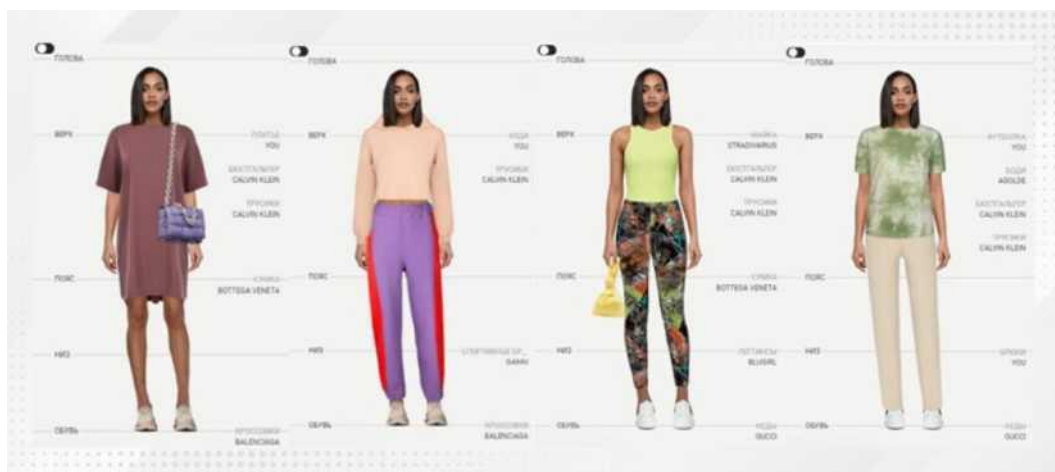 ГОЛОВА
ВЕРХ
ПЛАТЬЕ
YOU
БЮСТГАЛЬТЕР
CALVIN KLEIN
ТРУСИКИ
CALVIN KLEIN
ПОЯС
СУМКА
BOTTEGA VENETA
НИЗ
ОБУВЬ
КРОССОВКИ
BALENCIAGA
ГОЛОВА
ВЕРХ
ХУДИ
YOU
ТРУСИКИ
CALVIN KLEIN
ПОЯС
НИЗ
СПОРТИВНЫЕ БР...
GANNI
ОБУВЬ
КРОССОВКИ
BALENCIAGA
ГОЛОВА
ВЕРХ
МАЙКА
STRADIVARIUS
БЮСТГАЛЬТЕР
CALVIN KLEIN
ТРУСИКИ
CALVIN KLEIN
ПОЯС
СУМКА
BOTTEGA VENETA
НИЗ
ЛЕГГИНСЫ
BLUGIRL
ОБУВЬ
КЕДЫ
GUCCI
ГОЛОВА
ВЕРХ
ФУТБОЛКА
YOU
БОДИ
AGOLDE
БЮСТГАЛЬТЕР
CALVIN KLEIN
ТРУСИКИ
CALVIN KLEIN
ПОЯС
НИЗ
БРЮКИ
YOU
ОБУВЬ
КЕДЫ
GUCCI